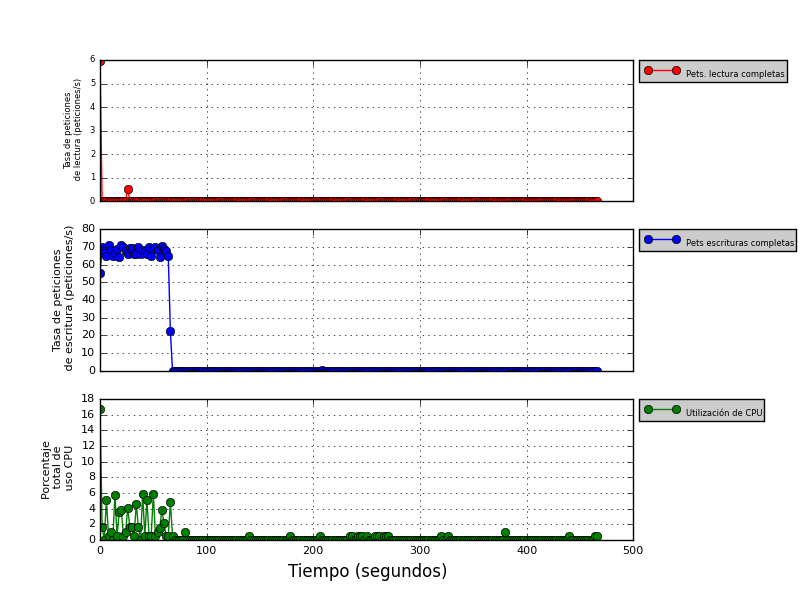 6
5
4
3
2
1
0
Tasa de peticiones
de lectura (peticiones/s)
Pets. lectura completas
80
70
60
50
40
30
20
10
0
Tasa de peticiones
de escritura (peticiones/s)
Pets escrituras completas
18
16
14
12
10
8
6
4
2
0
Porcentaje
total de
uso CPU
Utilización de CPU
0 100 200 300 400 500
Tiempo (segundos)